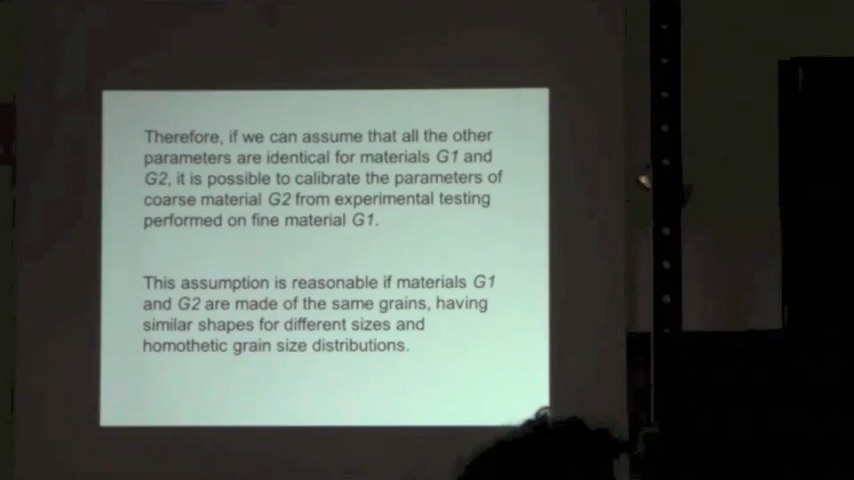 Therefore, if we can assume that all the other
parameters are identical for materials G1 and
G2, it is possible to calibrate the parameters of
coarse material G2 from experimental testing
performed on fine material G1.
This assumption is reasonable if materials G1
and G2 are made of the same grains, having
similar shapes for different sizes and
homothetic grain size distributions.